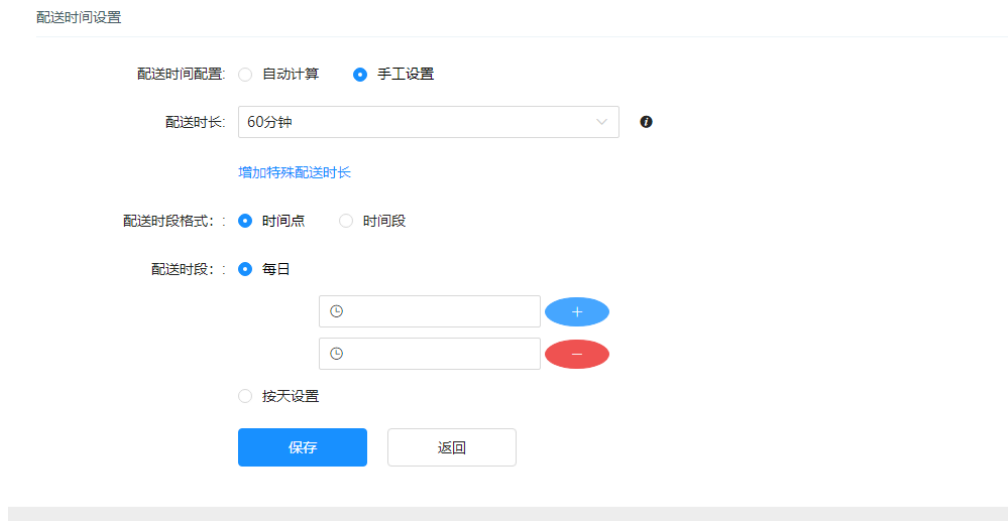 配送时间设置
配送时间配置: 自动计算 手工设置
配送时长: 60分钟
增加特殊配送时长
配送时段格式：: 时间点 时间段
配送时段：: 每日
按天设置
保存 返回